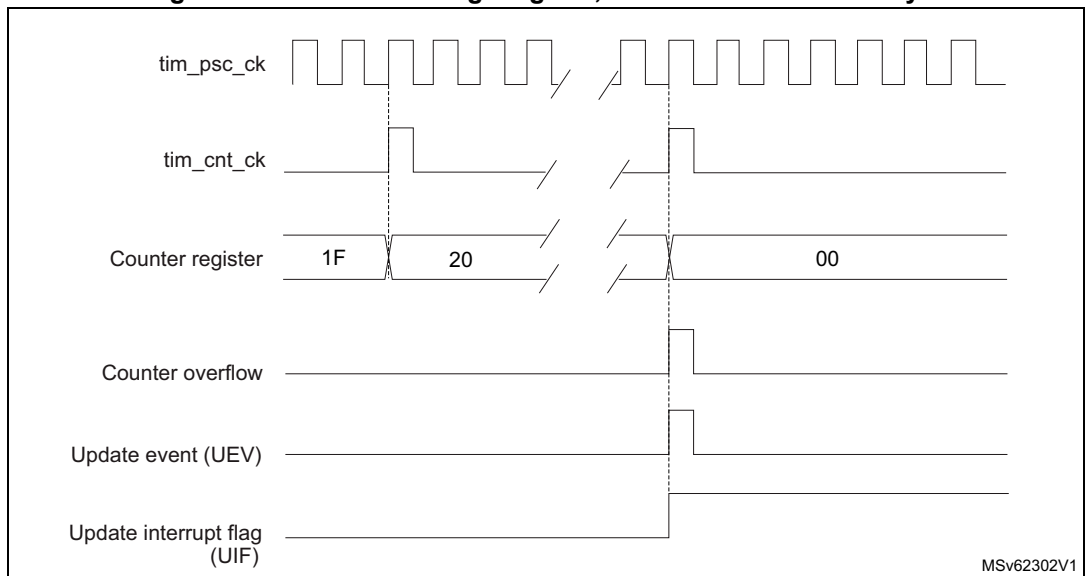 tim_psc_ck
tim_cnt_ck
Counter register 1F 20 00
Counter overflow
Update event (UEV)
Update interrupt flag
(UIF)
MSv62302V1